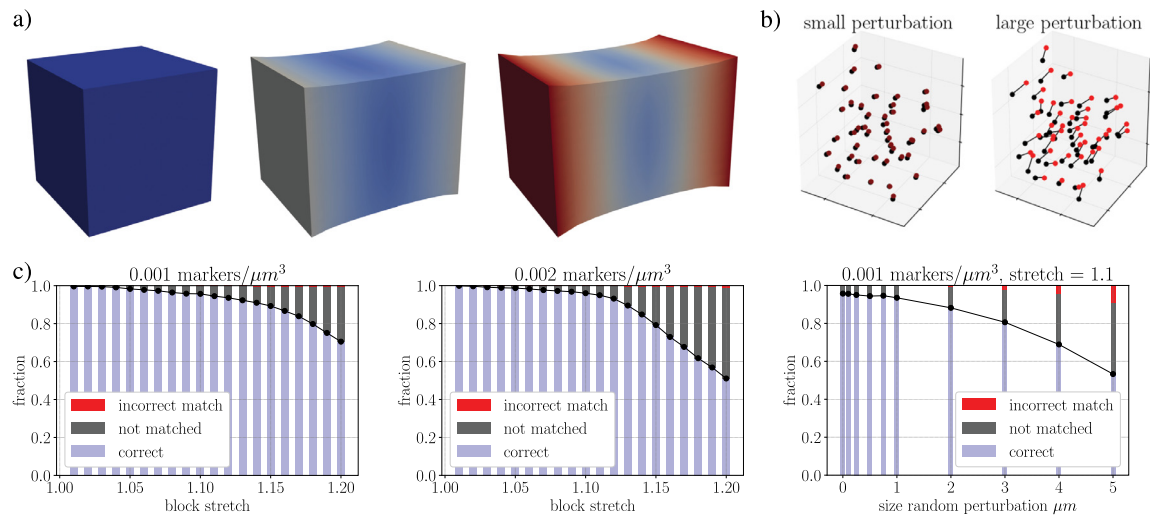 a)
b)
small perturbation
large perturbation
c)
0.001 markers/μm³
fraction
1.0
0.8
0.6
0.4
0.2
0.0
incorrect match
not matched
correct
1.00
1.05
1.10
1.15
1.20
block stretch
0.002 markers/μm³
fraction
1.0
0.8
0.6
0.4
0.2
0.0
incorrect match
not matched
correct
1.00
1.05
1.10
1.15
1.20
block stretch
0.001 markers/μm³, stretch = 1.1
fraction
1.0
0.8
0.6
0.4
0.2
0.0
incorrect match
not matched
correct
0
1
2
3
4
5
size random perturbation μm